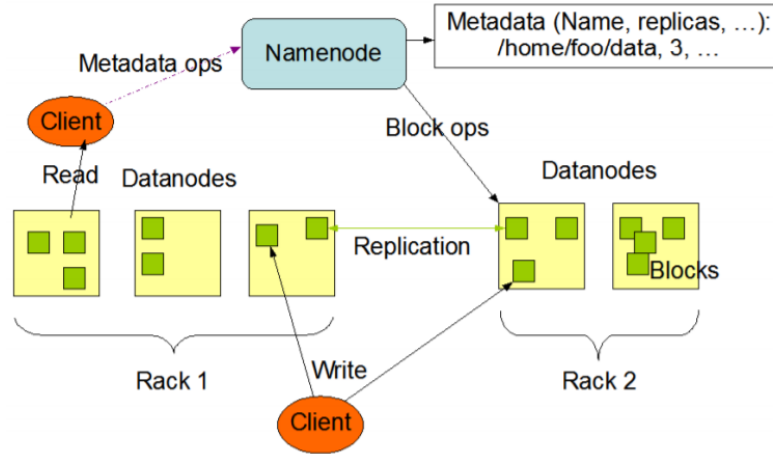 Metadata (Name, replicas, …):
/home/foo/data, 3, …
Namenode
Metadata ops
Client
Block ops
Read
Datanodes
Datanodes
Replication
Blocks
Rack 1
Write
Rack 2
Client